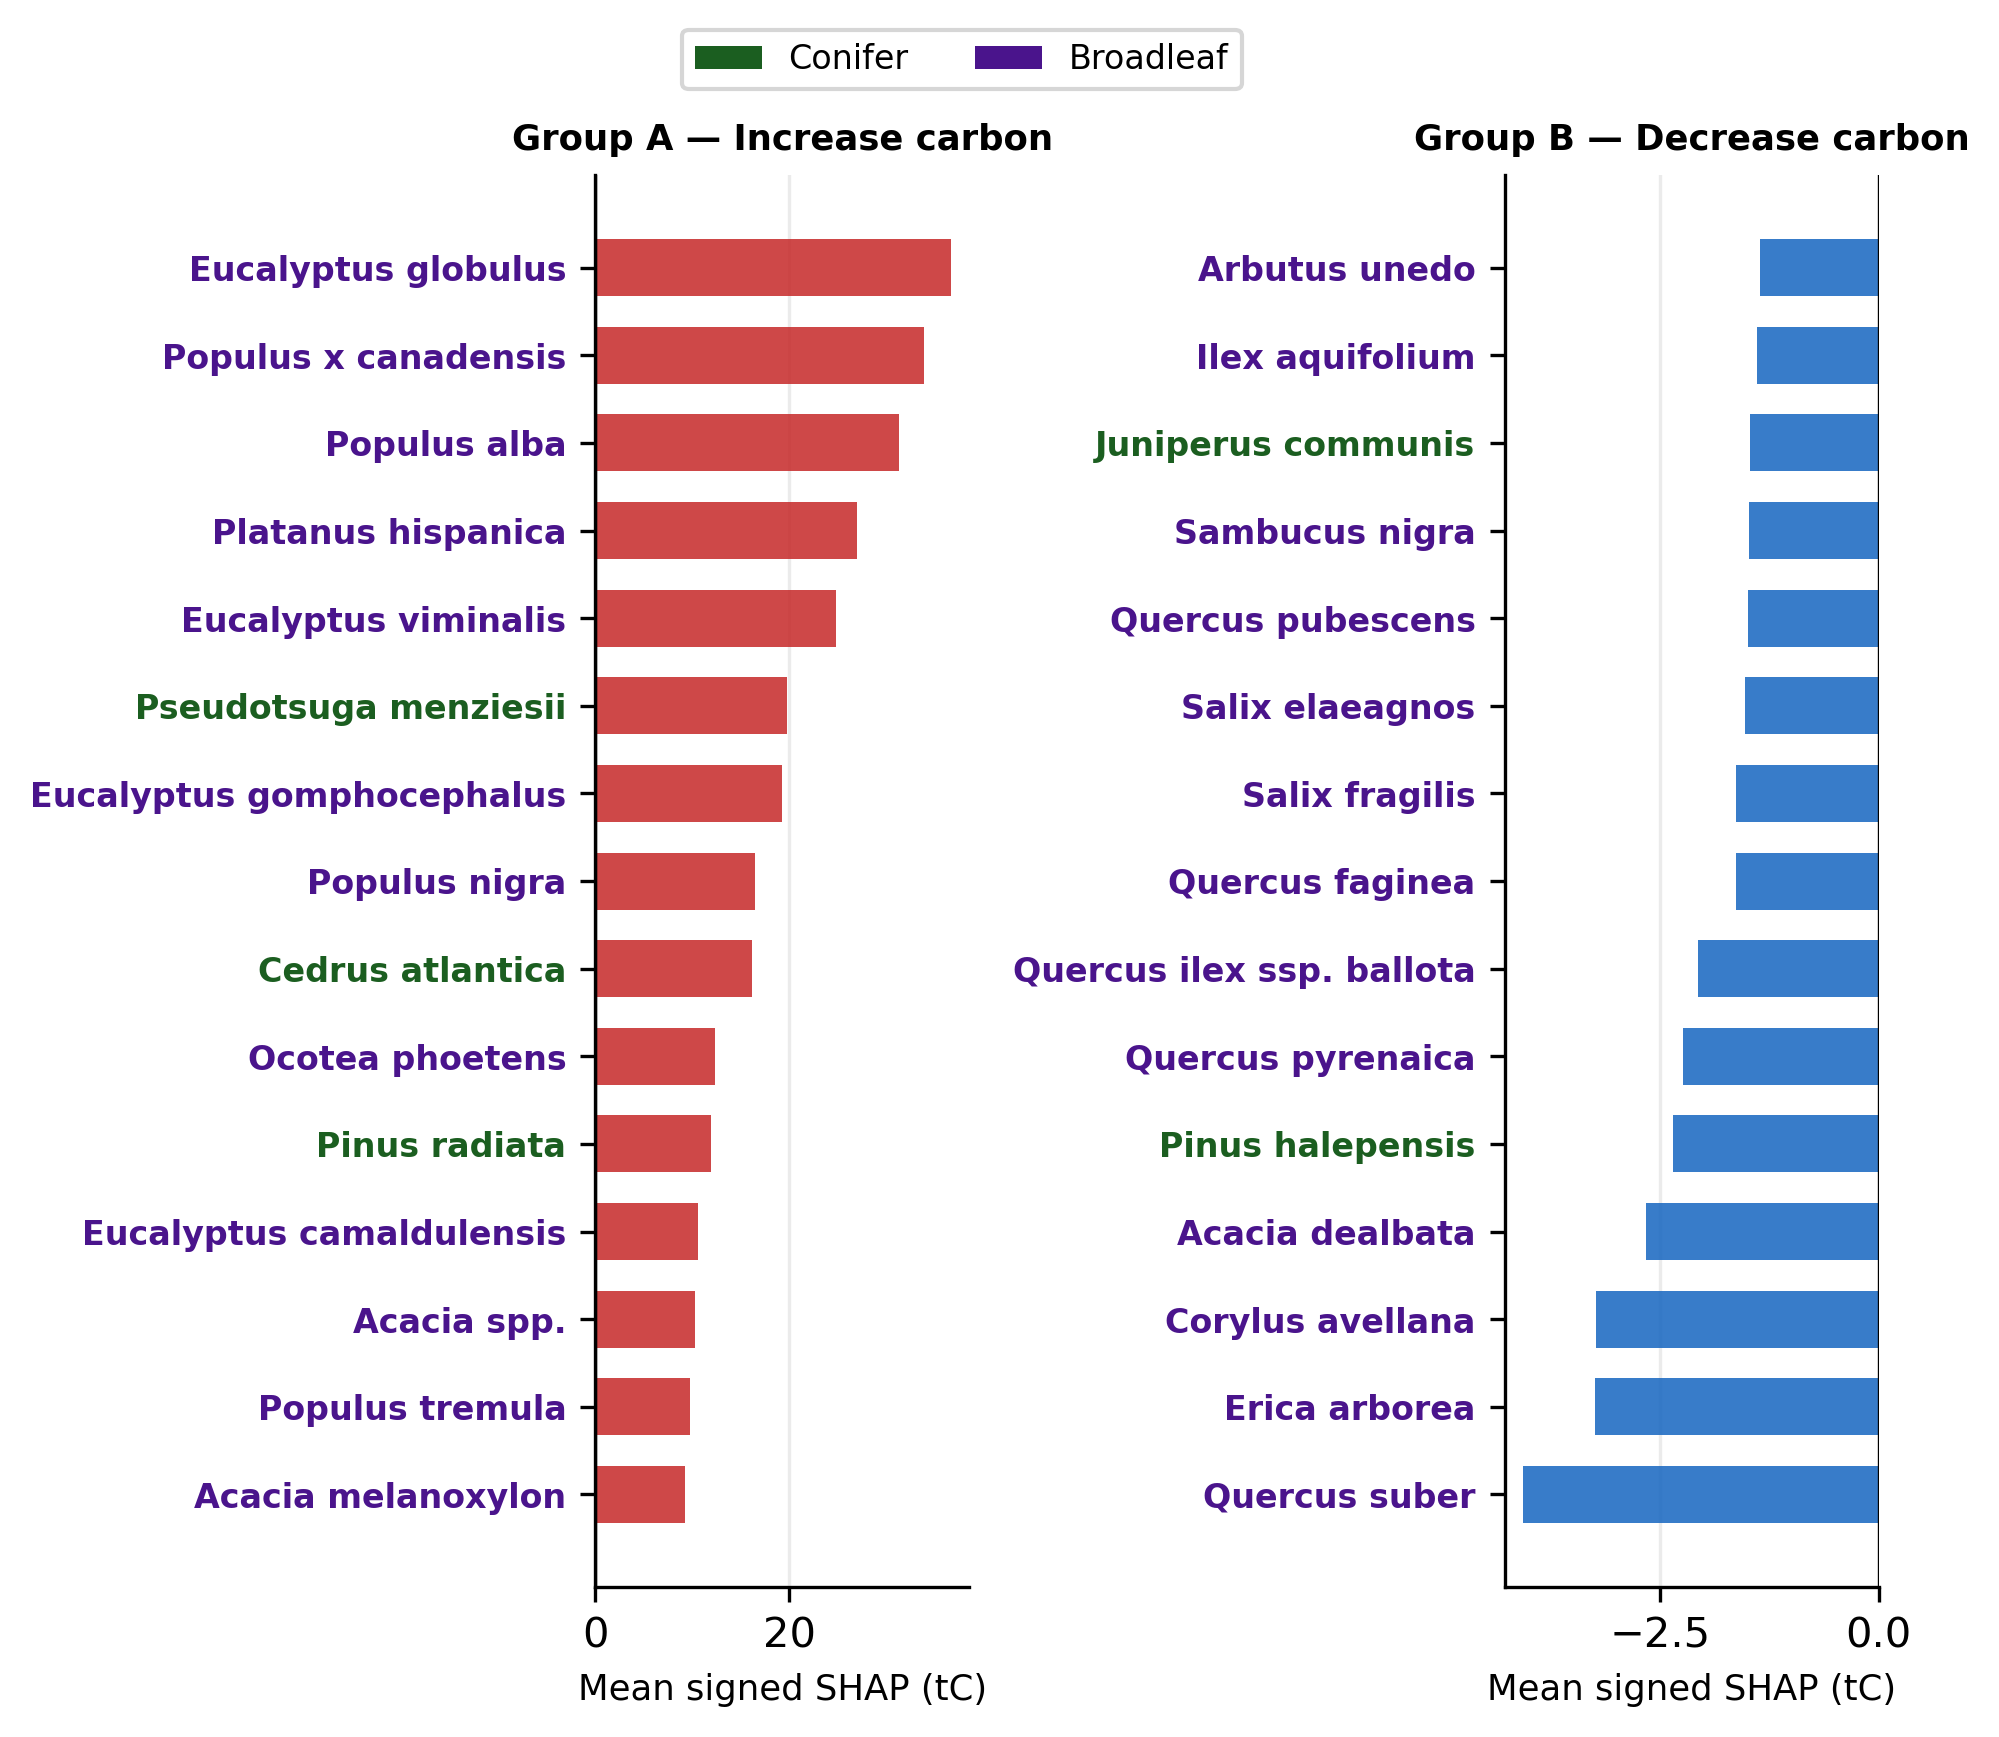 Conifer
Broadleaf
Group A — Increase carbon
Eucalyptus globulus
Populus x canadensis
Populus alba
Platanus hispanica
Eucalyptus viminalis
Pseudotsuga menziesii
Eucalyptus gomphocephalus
Populus nigra
Cedrus atlantica
Ocotea phoetens
Pinus radiata
Eucalyptus camaldulensis
Acacia spp.
Populus tremula
Acacia melanoxylon
0
20
Mean signed SHAP (tC)
Group B — Decrease carbon
Arbutus unedo
Ilex aquifolium
Juniperus communis
Sambucus nigra
Quercus pubescens
Salix elaeagnos
Salix fragilis
Quercus faginea
Quercus ilex ssp. ballota
Quercus pyrenaica
Pinus halepensis
Acacia dealbata
Corylus avellana
Erica arborea
Quercus suber
−2.5
0.0
Mean signed SHAP (tC)